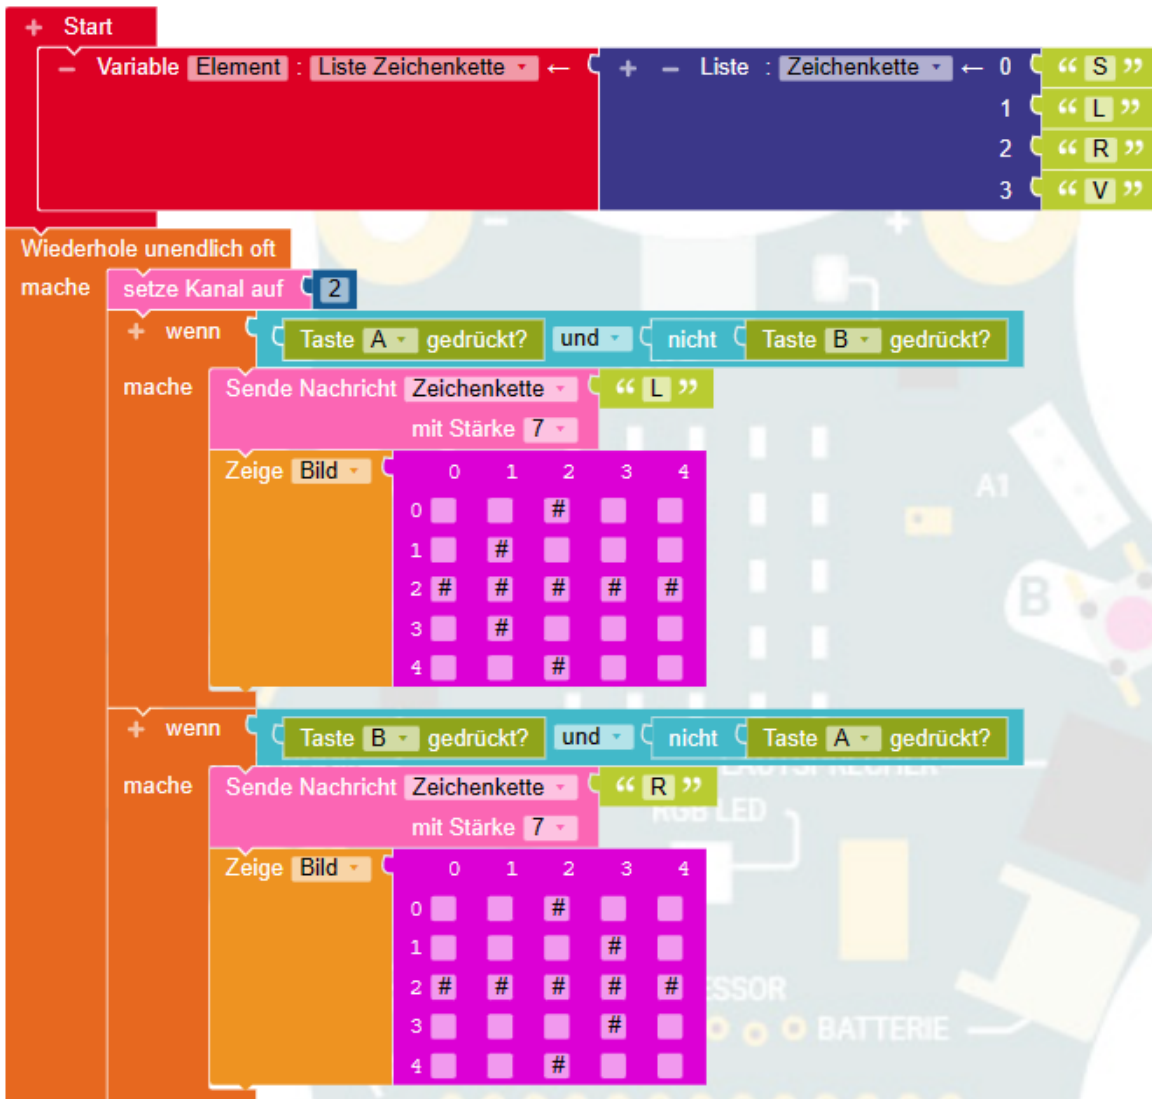 + Start
− Variable Element : Liste Zeichenkette ← + − Liste : Zeichenkette ← 0 “ S ”
1 “ L ”
2 “ R ”
3 “ V ”
Wiederhole unendlich oft
mache setze Kanal auf 2
+ wenn Taste A gedrückt? und nicht Taste B gedrückt?
mache Sende Nachricht Zeichenkette “ L ”
mit Stärke 7
Zeige Bild 0 1 2 3 4
0 #
1 #
2 # # # # #
3 #
4 #
A1
B
+ wenn Taste B gedrückt? und nicht Taste A gedrückt?
LAUTSPRECHER
mache Sende Nachricht Zeichenkette “ R ”
RGB LED
mit Stärke 7
Zeige Bild 0 1 2 3 4
0 #
1 #
2 # # # # #
ESSOR
3 #
BATTERIE
4 #